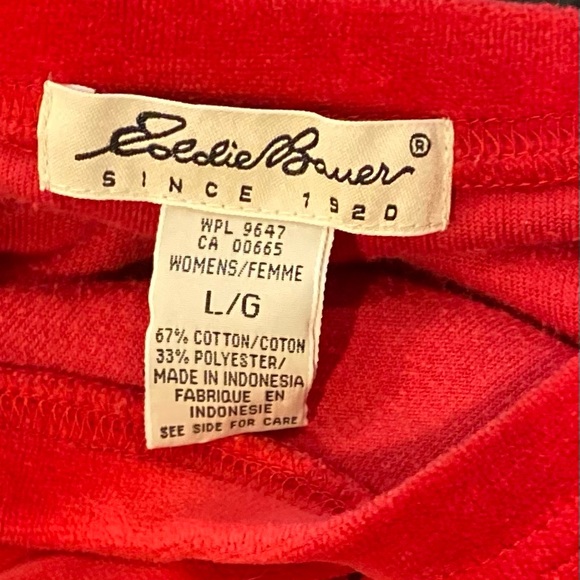 Eddie Bauer®
SINCE 1920
WPL 9647
CA 00665
WOMENS/FEMME
L/G
67% COTTON/COTON
33% POLYESTER/
MADE IN INDONESIA
FABRIQUE EN
INDONESIE
SEE SIDE FOR CARE